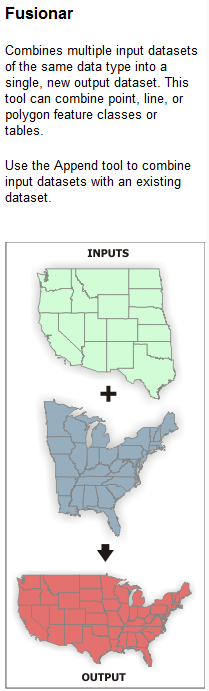 Fusionar
Combines multiple input datasets
of the same data type into a
single, new output dataset. This
tool can combine point, line, or
polygon feature classes or
tables.
Use the Append tool to combine
input datasets with an existing
dataset.
INPUTS
+
OUTPUT